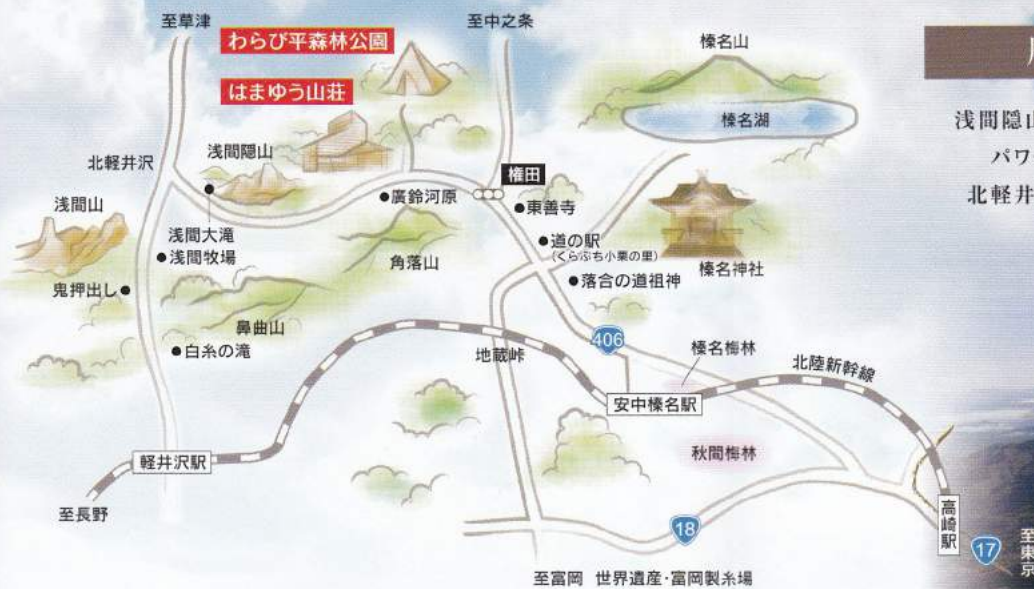 至草津
至中之条
わらび平森林公園
はまゆう山荘
榛名山
榛名湖
浅間隠山
パワ
北軽井
北軽井沢
浅間隠山
権田
浅間山
廣鈴河原
東善寺
浅間大滝
浅間牧場
角落山
道の駅
(くらぶち小栗の里)
榛名神社
鬼押出し
落合の道祖神
鼻曲山
白糸の滝
地蔵峠
406
榛名梅林
北陸新幹線
安中榛名駅
軽井沢駅
秋間梅林
至長野
高崎駅
18
17
至東京
至富岡 世界遺産・富岡製糸場